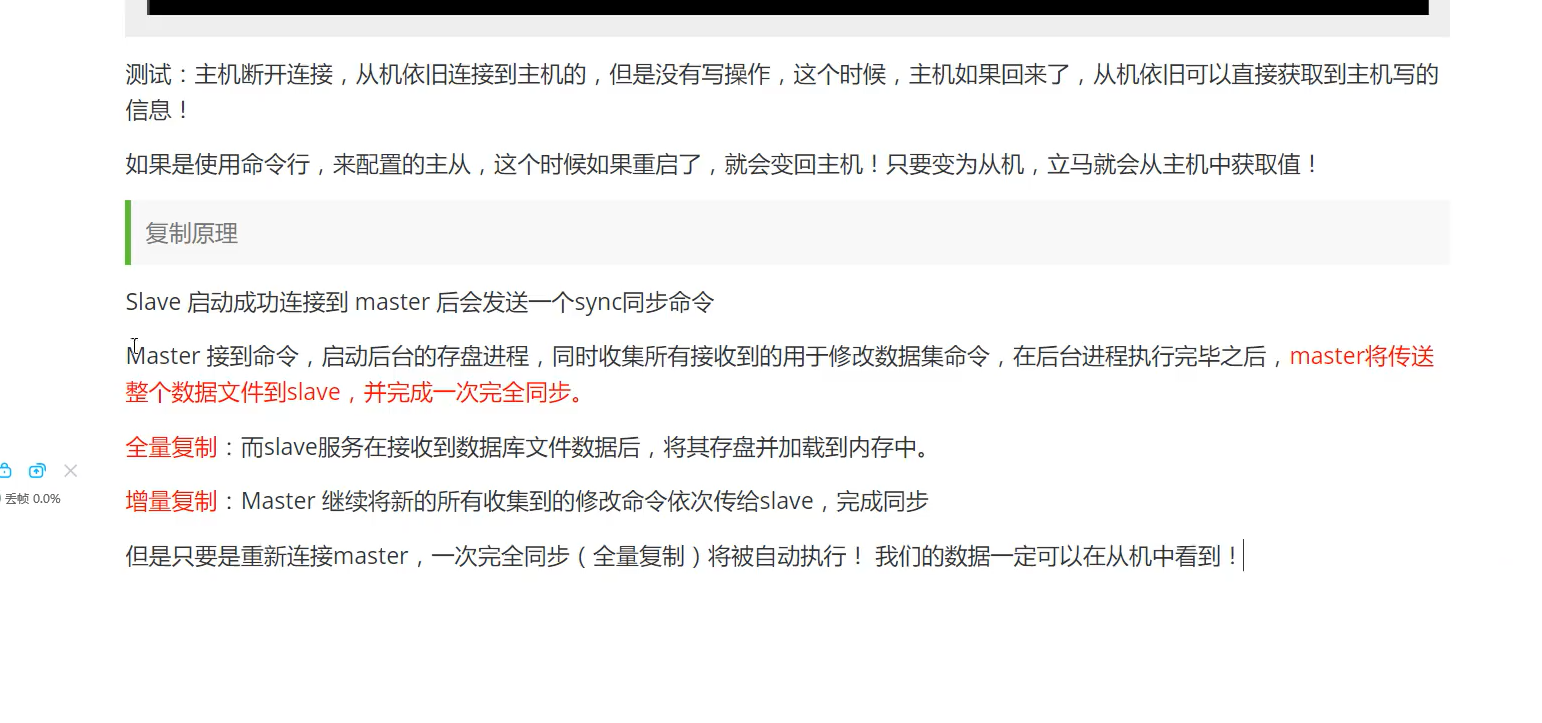 测试：主机断开连接，从机依旧连接到主机的，但是没有写操作，这个时候，主机如果回来了，从机依旧可以直接获取到主机写的
信息！
如果是使用命令行，来配置的主从，这个时候如果重启了，就会变回主机！只要变为从机，立马就会从主机中获取值！
复制原理
Slave 启动成功连接到 master 后会发送一个sync同步命令
Master 接到命令，启动后台的存盘进程，同时收集所有接收到的用于修改数据集命令，在后台进程执行完毕之后，master将传送
整个数据文件到slave，并完成一次完全同步。
全量复制：而slave服务在接收到数据库文件数据后，将其存盘并加载到内存中。
丢帧 0.0%
增量复制：Master 继续将新的所有收集到的修改命令依次传给slave，完成同步
但是只要是重新连接master，一次完全同步（全量复制）将被自动执行！ 我们的数据一定可以在从机中看到！